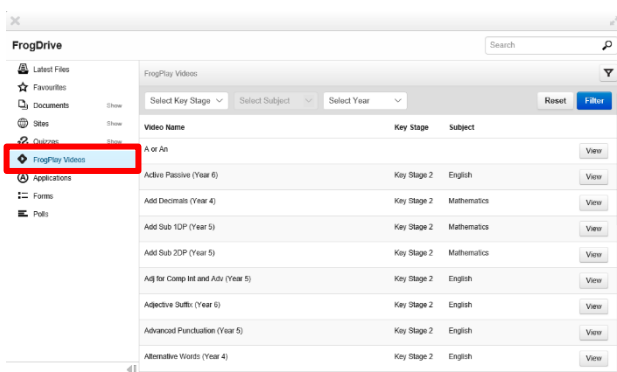 FrogDrive
Search
Latest Files
Favourites
Documents Show
Sites Show
Quizzes Show
FrogPlay Videos
Applications
Forms
Polls
FrogPlay Videos
Select Key Stage Select Subject Select Year Reset Filter
Video Name Key Stage Subject
A or An View
Active Passive (Year 6) Key Stage 2 English View
Add Decimals (Year 4) Key Stage 2 Mathematics View
Add Sub 1DP (Year 5) Key Stage 2 Mathematics View
Add Sub 2DP (Year 5) Key Stage 2 Mathematics View
Adj for Comp Int and Adv (Year 5) Key Stage 2 English View
Adjective Suffix (Year 6) Key Stage 2 English View
Advanced Punctuation (Year 5) Key Stage 2 English View
Alternative Words (Year 4) Key Stage 2 English View